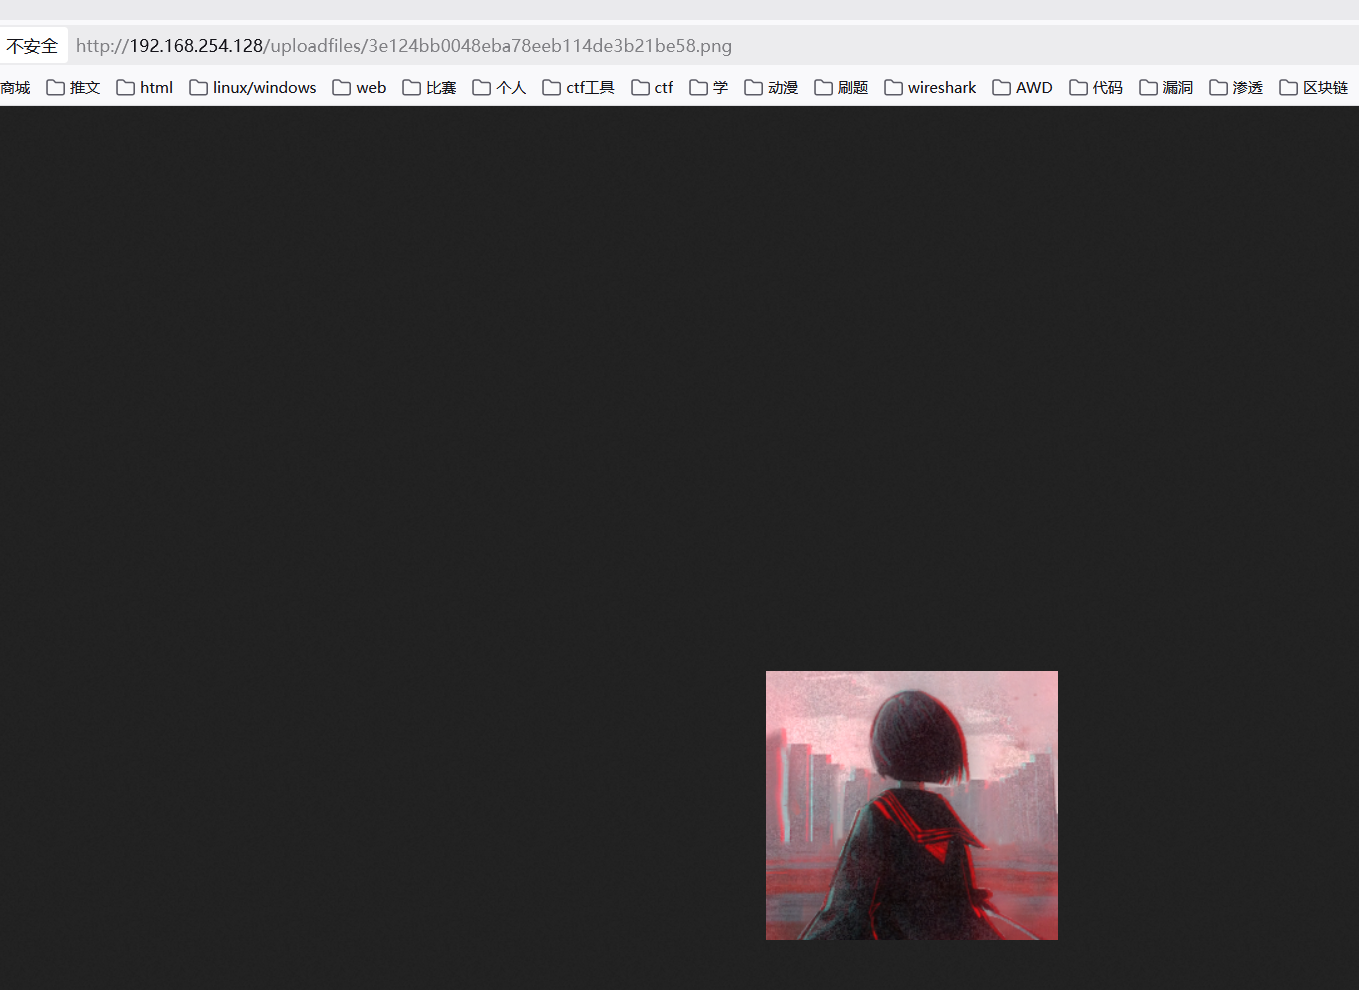 不安全 http://192.168.254.128/uploadfiles/3e124bb0048eba78eeb114de3b21be58.png
商城 推文 html linux/windows web 比赛 个人 ctf工具 ctf 学 动漫 刷题 wireshark AWD 代码 漏洞 渗透 区块链